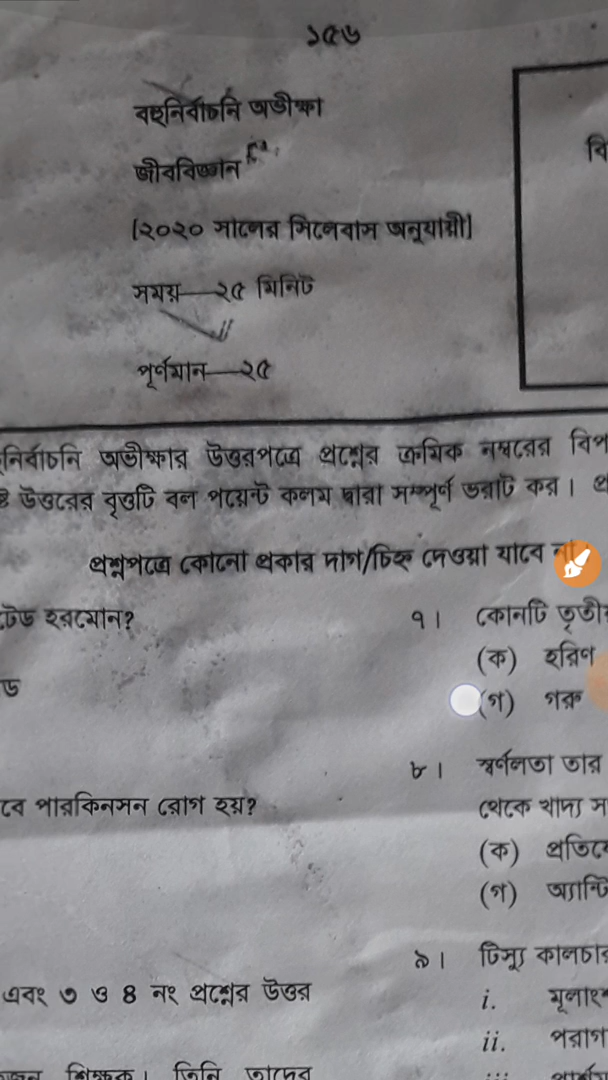 ১৫৬
বহুনির্বাচনি অভীক্ষা
জীববিজ্ঞান
[২০২০ সালের সিলেবাস অনুযায়ী]
সময়—২৫ মিনিট
পূর্ণমান—২৫
বি
নির্বাচনি অভীক্ষার উত্তরপত্রে প্রশ্নের ক্রমিক নম্বরের বিপ
উত্তরের বৃত্তটি বল পয়েন্ট কলম দ্বারা সম্পূর্ণ ভরাট কর।
প্রশ্নপত্রে কোনো প্রকার দাগ/চিহ্ন দেওয়া যাবে না
টেড হরমোন?
ড
বে পারকিনসন রোগ হয়?
এবং ৩ ও ৪ নং প্রশ্নের উত্তর
শিক্ষক। তিনি তাদের
৭। কোনটি তৃতী
(ক) হরিণ
(গ) গরু
৮। স্বর্ণলতা তার
থেকে খাদ্য স
(ক) প্রতি
(গ) অ্যান্টি
৯। টিস্যু কালচার
i. মূলাং
ii. পরাগ